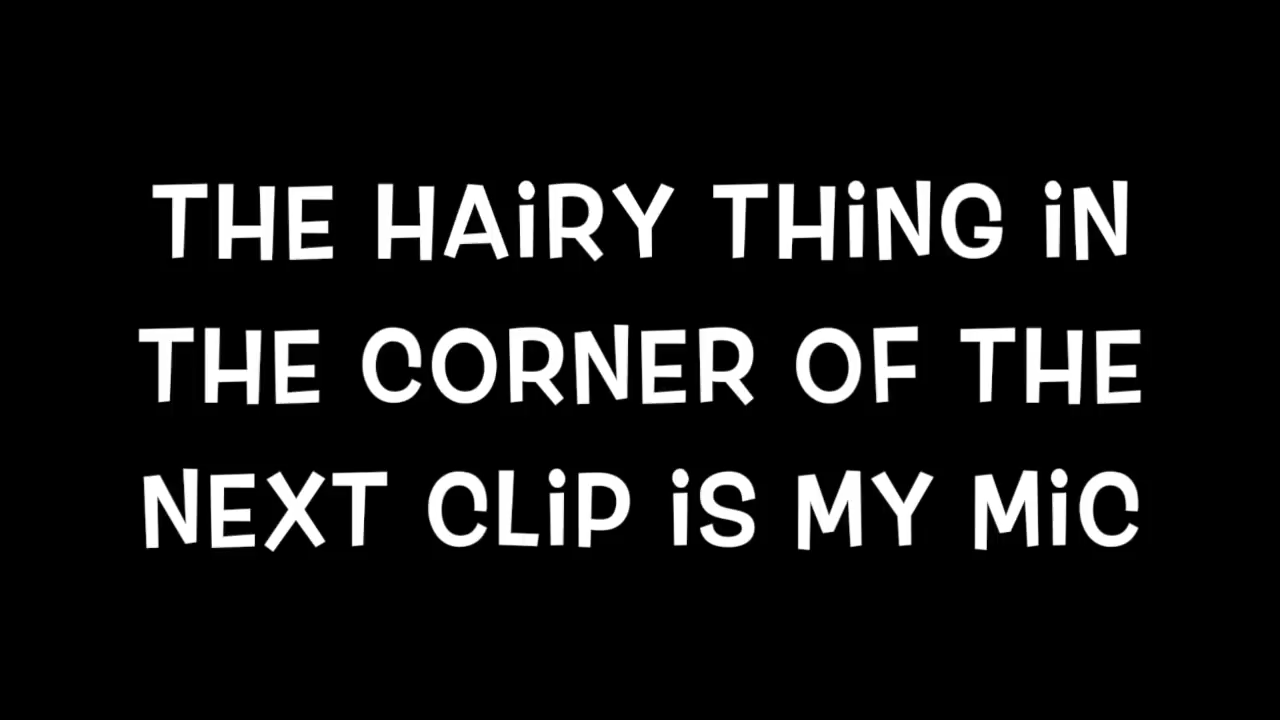 THE HAiRY THiNG iN
THE CORNER OF THE
NEXT CLiP iS MY MiC